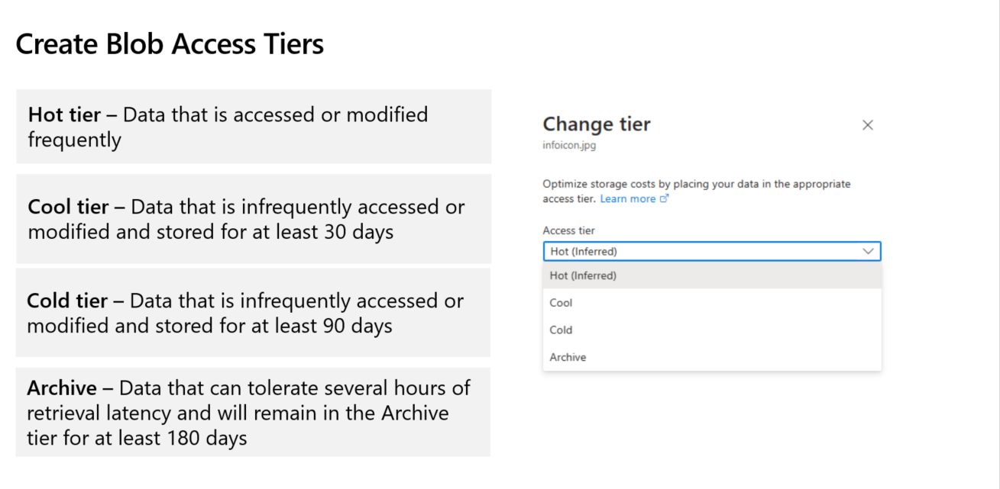 Create Blob Access Tiers
Hot tier – Data that is accessed or modified
frequently
Cool tier – Data that is infrequently accessed or
modified and stored for at least 30 days
Cold tier – Data that is infrequently accessed or
modified and stored for at least 90 days
Archive – Data that can tolerate several hours of
retrieval latency and will remain in the Archive
tier for at least 180 days
Change tier
infoicon.jpg
Optimize storage costs by placing your data in the appropriate
access tier. Learn more
Access tier
Hot (Inferred)
Hot (Inferred)
Cool
Cold
Archive